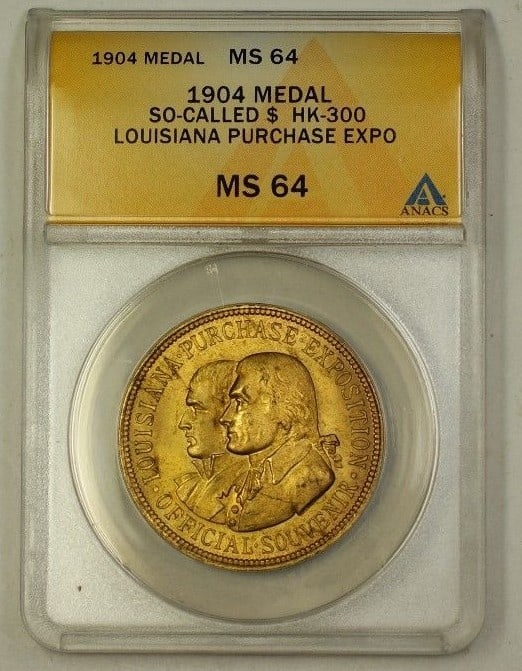 1904 MEDAL MS 64
1904 MEDAL
SO-CALLED $ HK-300
LOUISIANA PURCHASE EXPO
MS 64
ANACS
LOUISIANA·PURCHASE·EXPOSITION
·OFFICIAL·SOUVENIR·